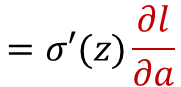 = σ′(z) ∂l/∂a